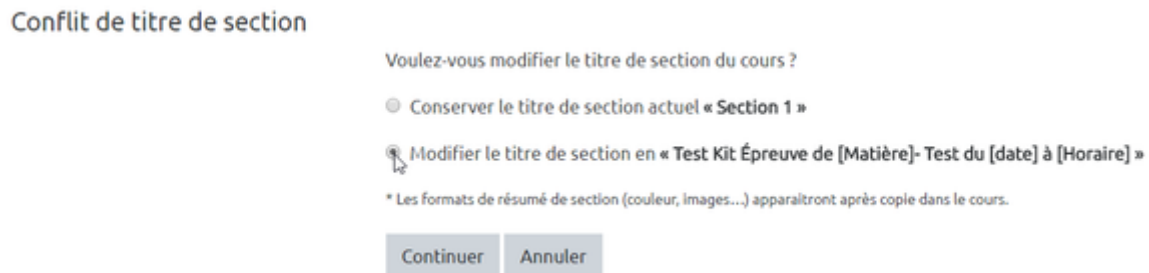 Conflit de titre de section
Voulez-vous modifier le titre de section du cours ?
Conserver le titre de section actuel « Section 1 »
Modifier le titre de section en « Test Kit Épreuve de [Matière]- Test du [date] à [Horaire] »
* Les formats de résumé de section (couleur, images...) apparaitront après copie dans le cours.
Continuer Annuler